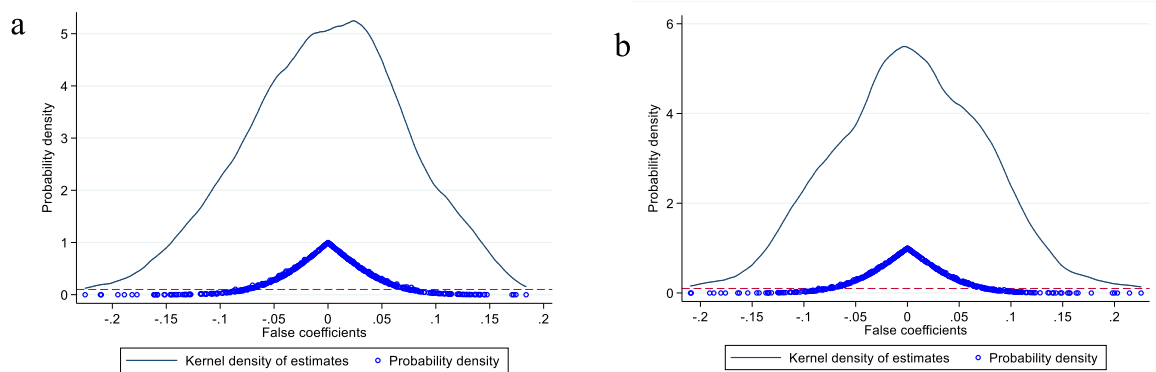 a
Probability density
5
4
3
2
1
0
-.2 -.15 -.1 -.05 0 .05 .1 .15 .2
False coefficients
Kernel density of estimates Probability density
b
Probability density
6
4
2
0
-.2 -.15 -.1 -.05 0 .05 .1 .15 .2
False coefficients
Kernel density of estimates Probability density